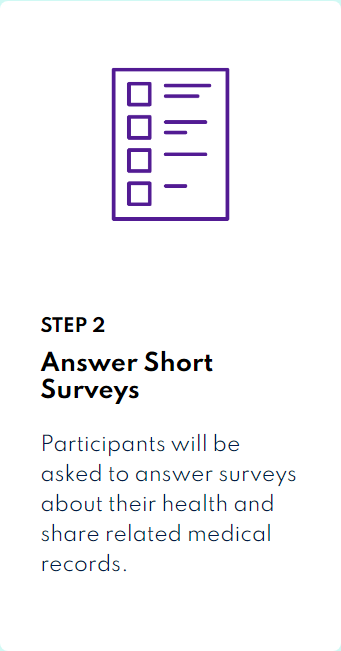 STEP 2
Answer Short
Surveys
Participants will be
asked to answer surveys
about their health and
share related medical
records.